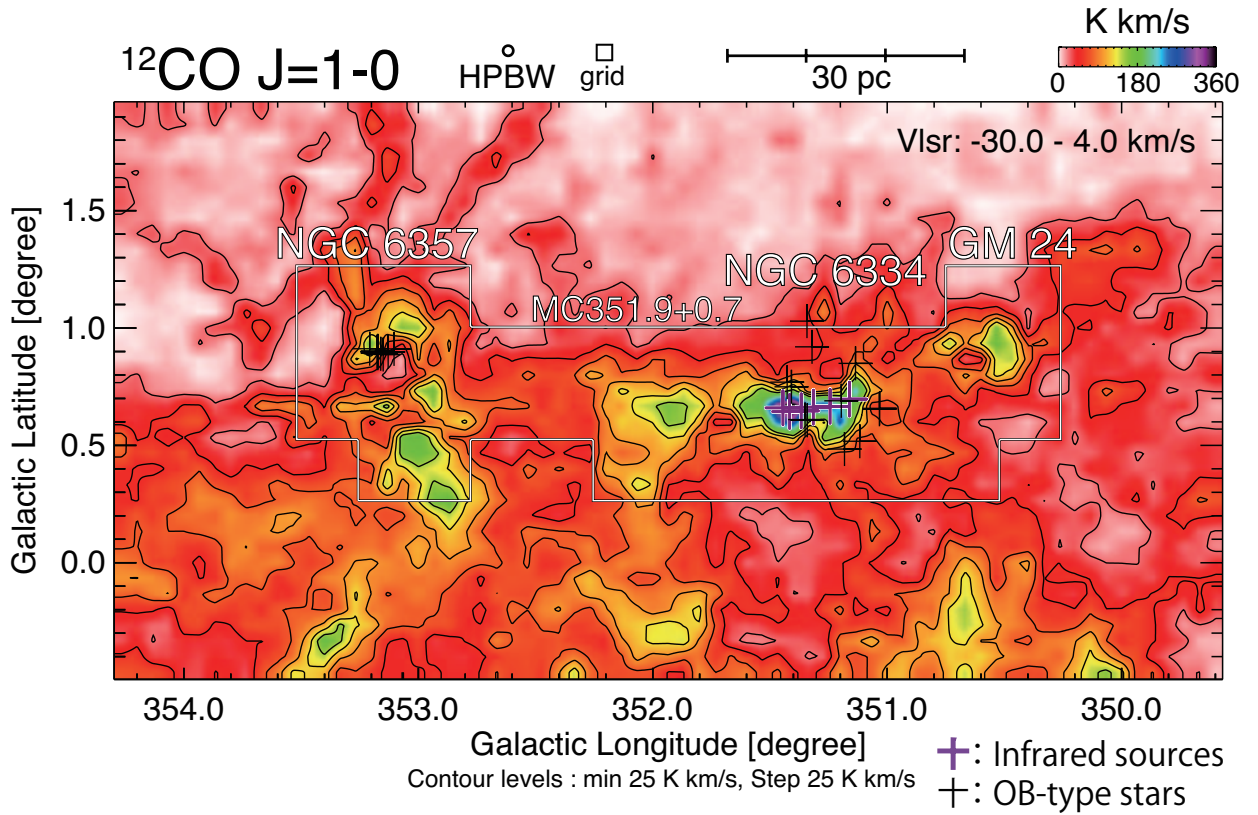 ¹²CO J=1-0
HPBW
grid
30 pc
K km/s
0 180 360
Vlsr: -30.0 - 4.0 km/s
NGC 6357
MC351.9+0.7
NGC 6334
GM 24
Galactic Latitude [degree]
1.5
1.0
0.5
0.0
354.0 353.0 352.0 351.0 350.0
Galactic Longitude [degree]
Contour levels : min 25 K km/s, Step 25 K km/s
: Infrared sources
: OB-type stars